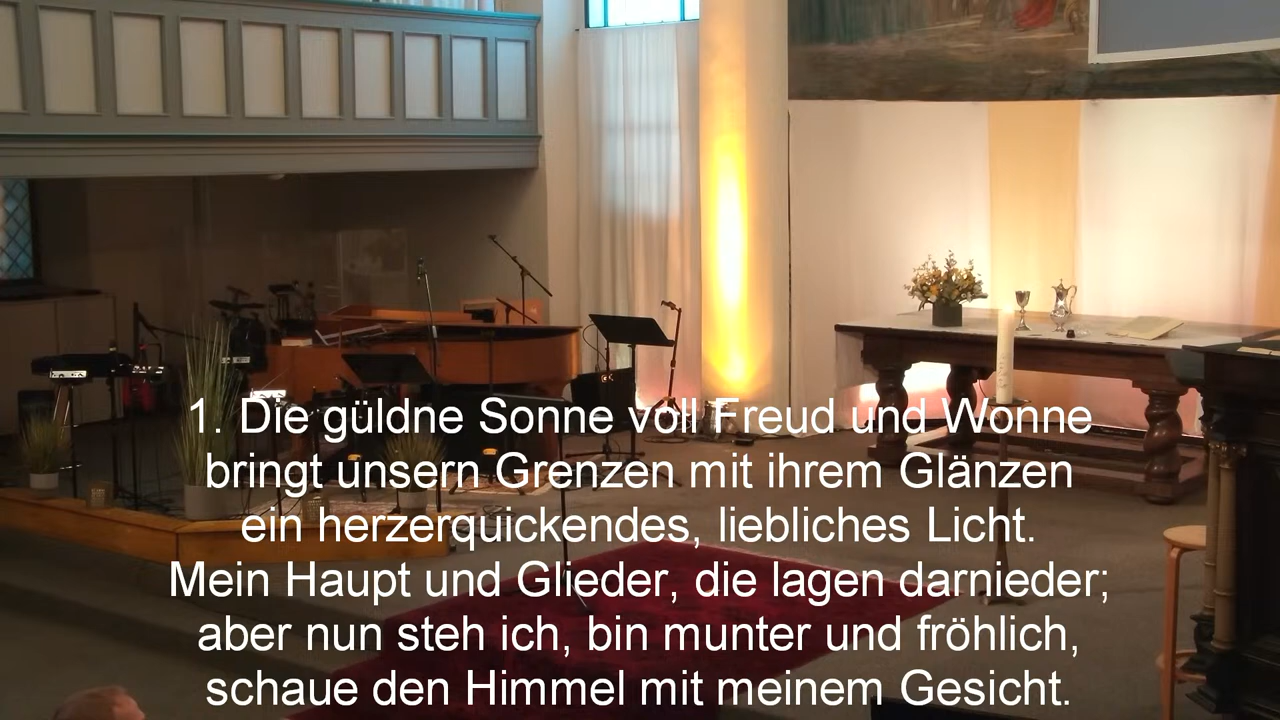 1. Die güldne Sonne voll Freud und Wonne
bringt unsern Grenzen mit ihrem Glänzen
ein herzerquickendes, liebliches Licht.
Mein Haupt und Glieder, die lagen darnieder;
aber nun steh ich, bin munter und fröhlich,
schaue den Himmel mit meinem Gesicht.